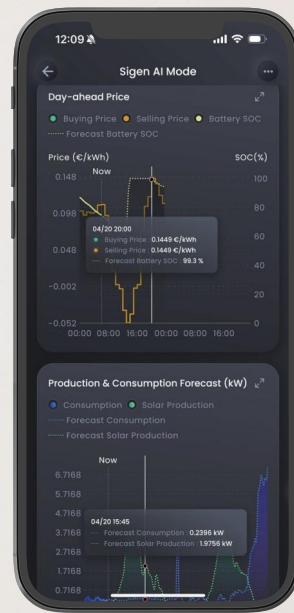 12:09
Sigen AI Mode
Day-ahead Price
Buying Price Selling Price Battery SOC
Forecast Battery SOC
Price (€/kWh) SOC(%)
Now
0.148 100
0.098 80
60
0.048
40
-0.002
20
-0.052 0
04/20 20:00
Buying Price : 0.1449 €/kWh
Selling Price : 0.1449 €/kWh
Forecast Battery SOC : 99.3 %
00:00 08:00 16:00 00:00 08:00 16:00
Production & Consumption Forecast (kW)
Consumption Solar Production
Forecast Consumption
Forecast Solar Production
Now
6.7168
5.7168
4.7168
3.7168
2.7168
1.7168
0.7168
04/20 15:45
Forecast Consumption : 0.2396 kW
Forecast Solar Production : 1.9756 kW